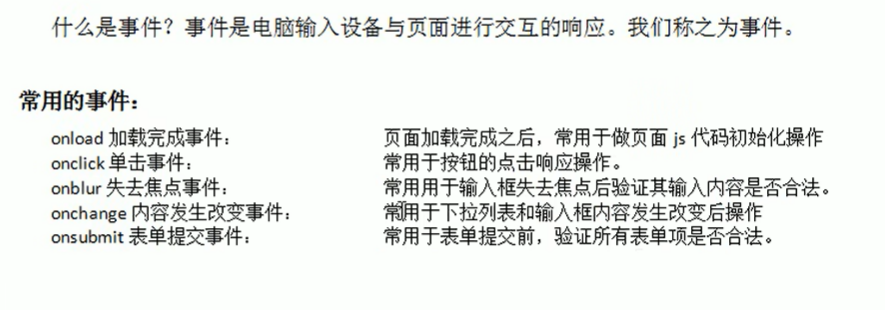 什么是事件？事件是电脑输入设备与页面进行交互的响应。我们称之为事件。
常用的事件：
onload 加载完成事件： 页面加载完成之后，常用于做页面 js 代码初始化操作
onclick 单击事件： 常用于按钮的点击响应操作。
onblur 失去焦点事件： 常用用于输入框失去焦点后验证其输入内容是否合法。
onchange 内容发生改变事件： 常用于下拉列表和输入框内容发生改变后操作
onsubmit 表单提交事件： 常用于表单提交前，验证所有表单项是否合法。